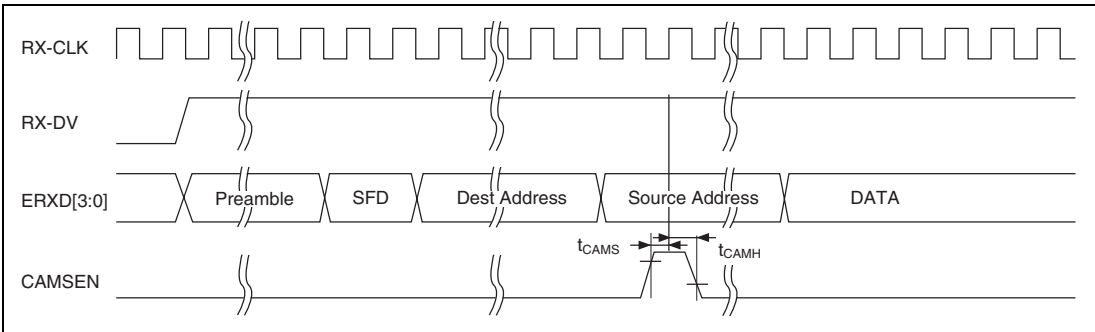 RX-CLK
RX-DV
ERXD[3:0] Preamble SFD Dest Address Source Address DATA
tCAMS tCAMH
CAMSEN